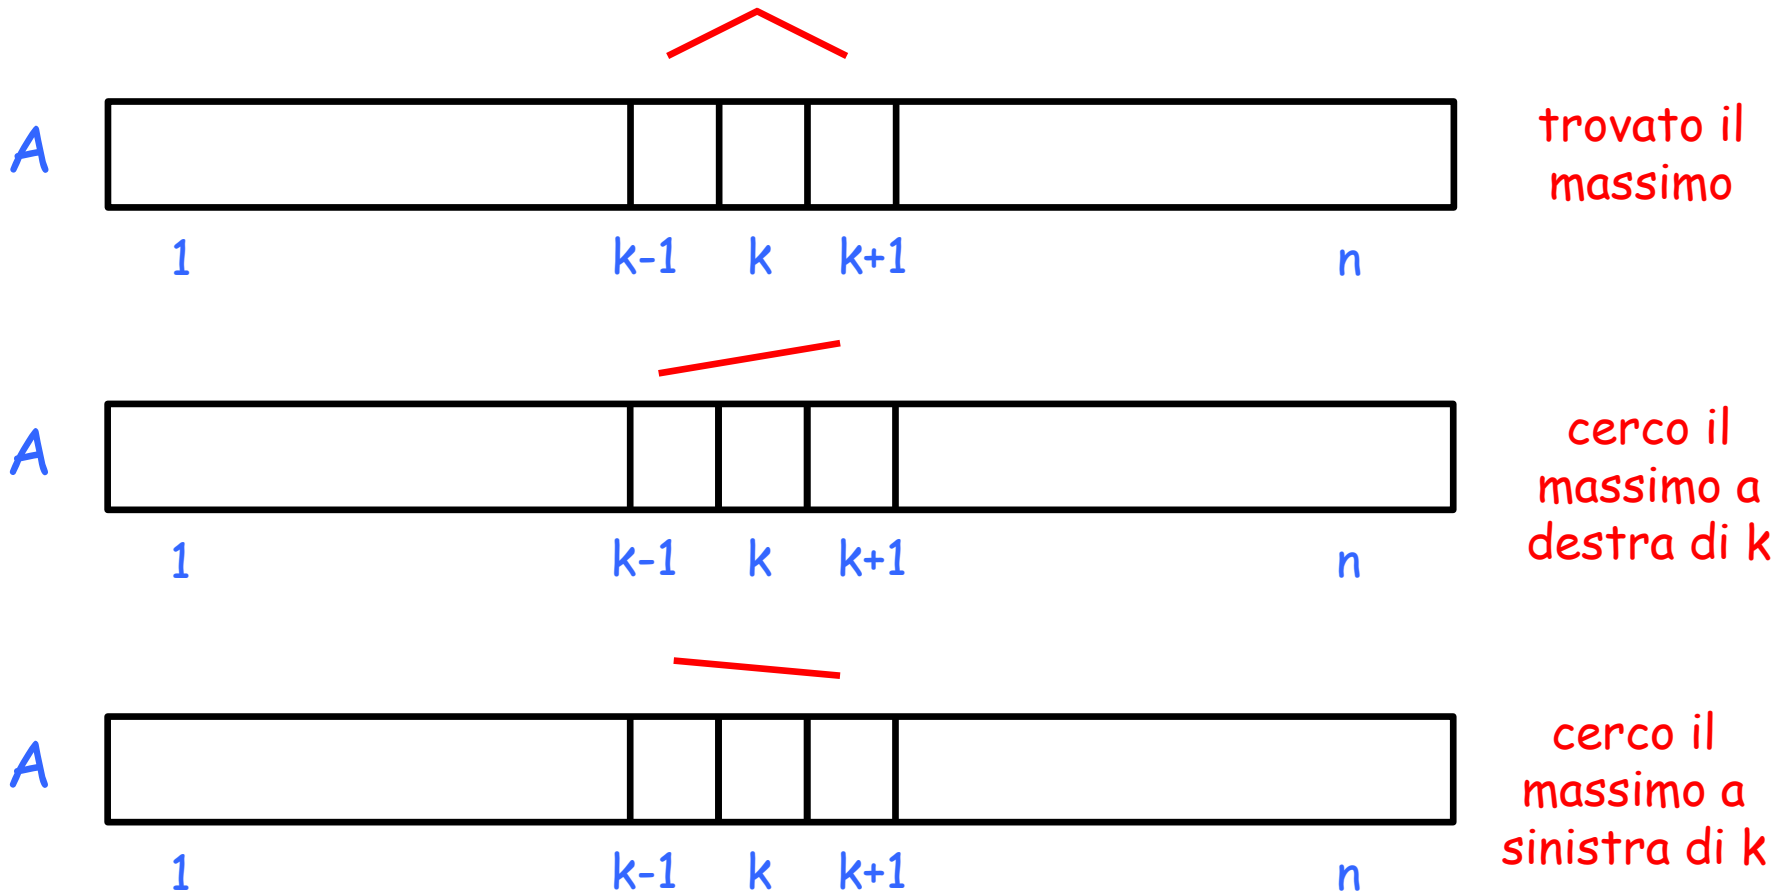 A
trovato il
massimo
1 k-1 k k+1 n
A
cerco il
massimo a
destra di k
1 k-1 k k+1 n
A
cerco il
massimo a
sinistra di k
1 k-1 k k+1 n